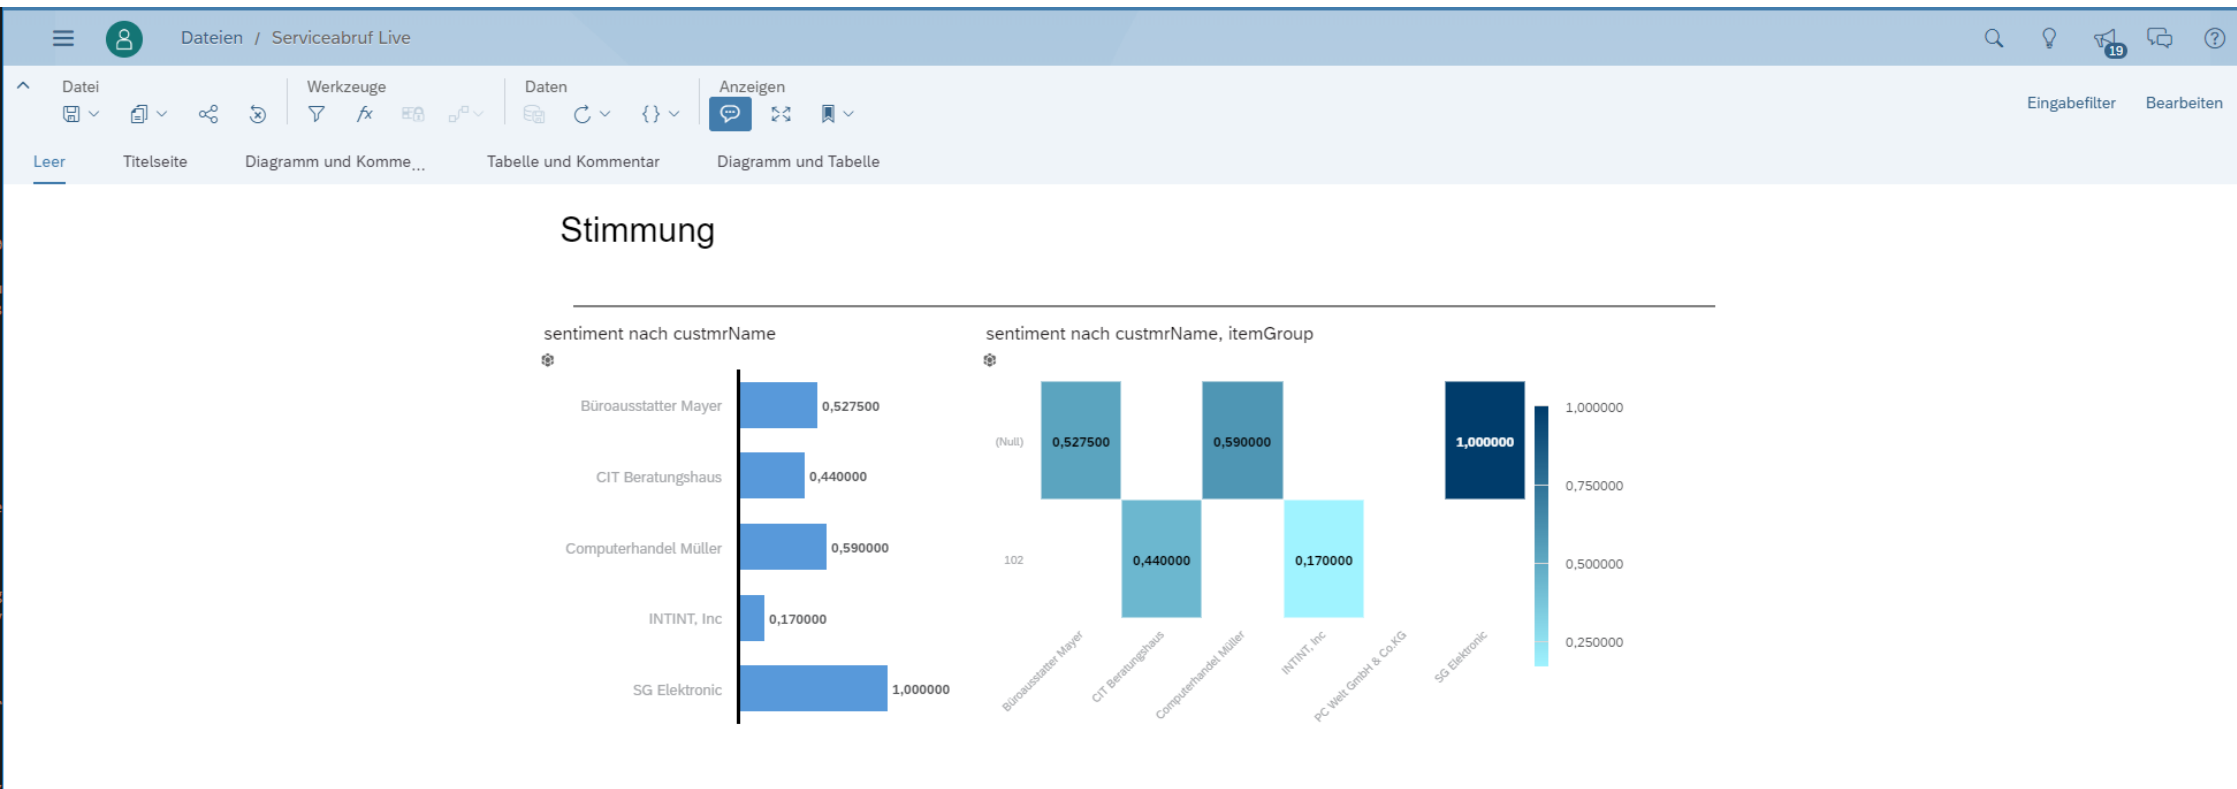 Dateien / Serviceabruf Live
19
Datei Werkzeuge Daten Anzeigen
Eingabefilter Bearbeiten
Leer Titelseite Diagramm und Komme... Tabelle und Kommentar Diagramm und Tabelle
Stimmung
sentiment nach custmrName
Büroausstatter Mayer 0,527500
CIT Beratungshaus 0,440000
Computerhandel Müller 0,590000
INTINT, Inc 0,170000
SG Elektronic 1,000000
sentiment nach custmrName, itemGroup
(Null) 0,527500 0,590000 1,000000
102 0,440000 0,170000
Büroausstatter Mayer
CIT Beratungshaus
Computerhandel Müller
INTINT, Inc
PC Welt GmbH & Co.KG
SG Elektronic
1,000000
0,750000
0,500000
0,250000